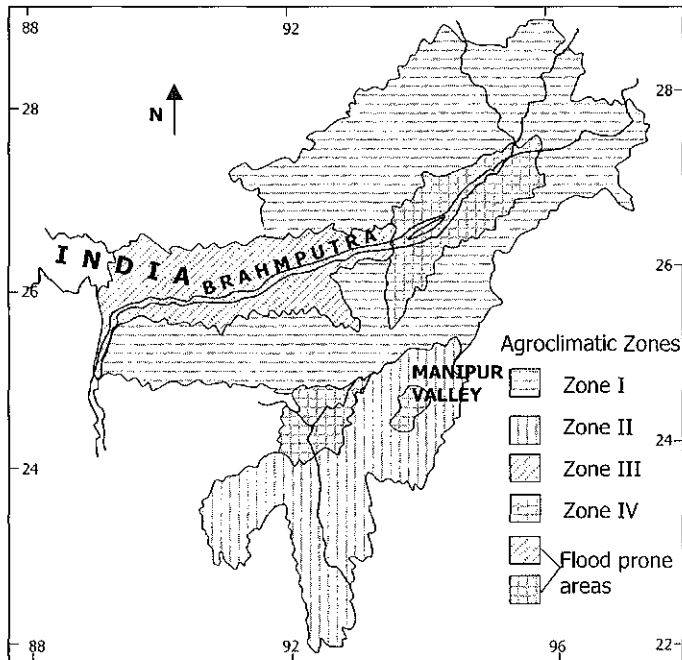 88
92
28
28
N
INDIA
BRAHMPUTRA
26
26
Agroclimatic Zones
MANIPUR
VALLEY
Zone I
Zone II
24
24
Zone III
Zone IV
Flood prone
areas
22
88
92
96